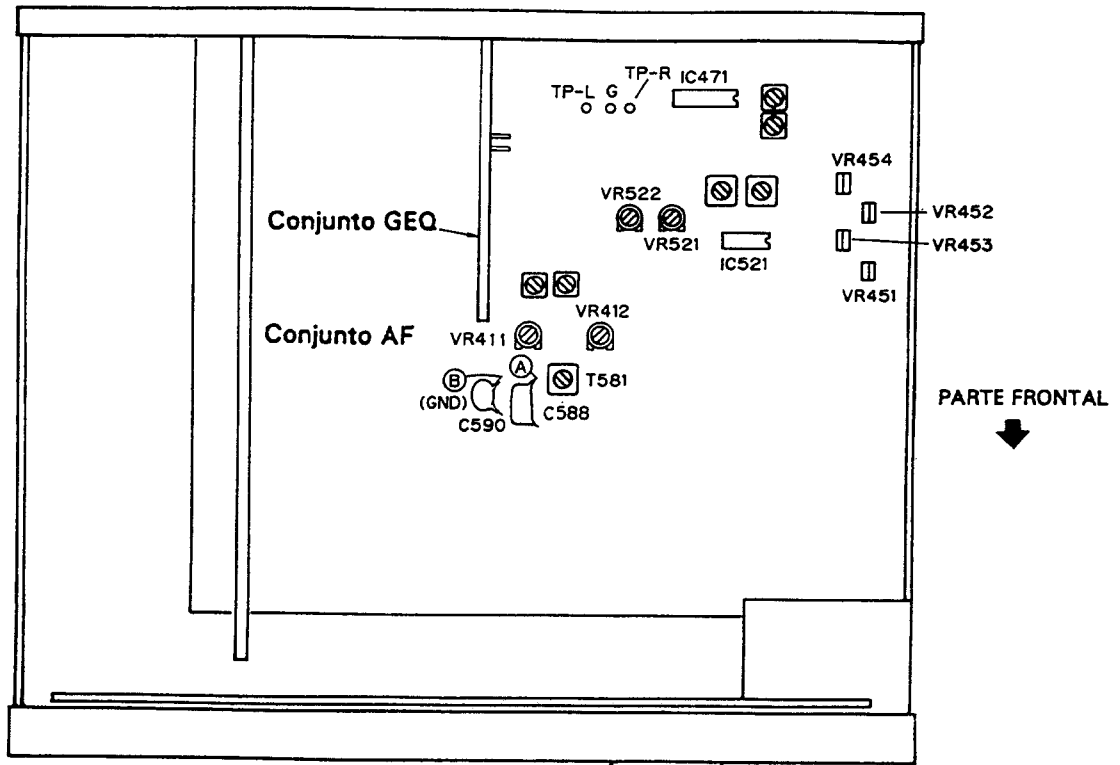 TP-L G TP-R IC471
VR454
VR522
VR452
Conjunto GEQ
VR453
VR521
IC521
VR451
VR412
Conjunto AF
VR411
A
B
T581
(GND)
C588
C590
PARTE FRONTAL